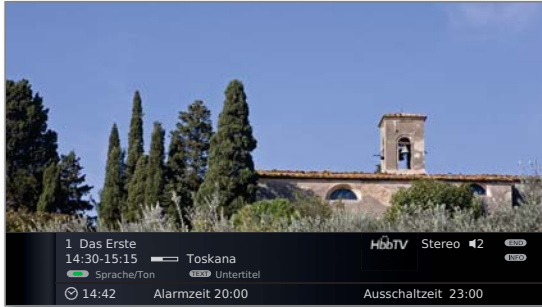 1 Das Erste HbbTV Stereo 2 END
14:30-15:15 Toskana INFO
Sprache/Ton TEXT Untertitel
14:42 Alarmzeit 20:00 Ausschaltzeit 23:00